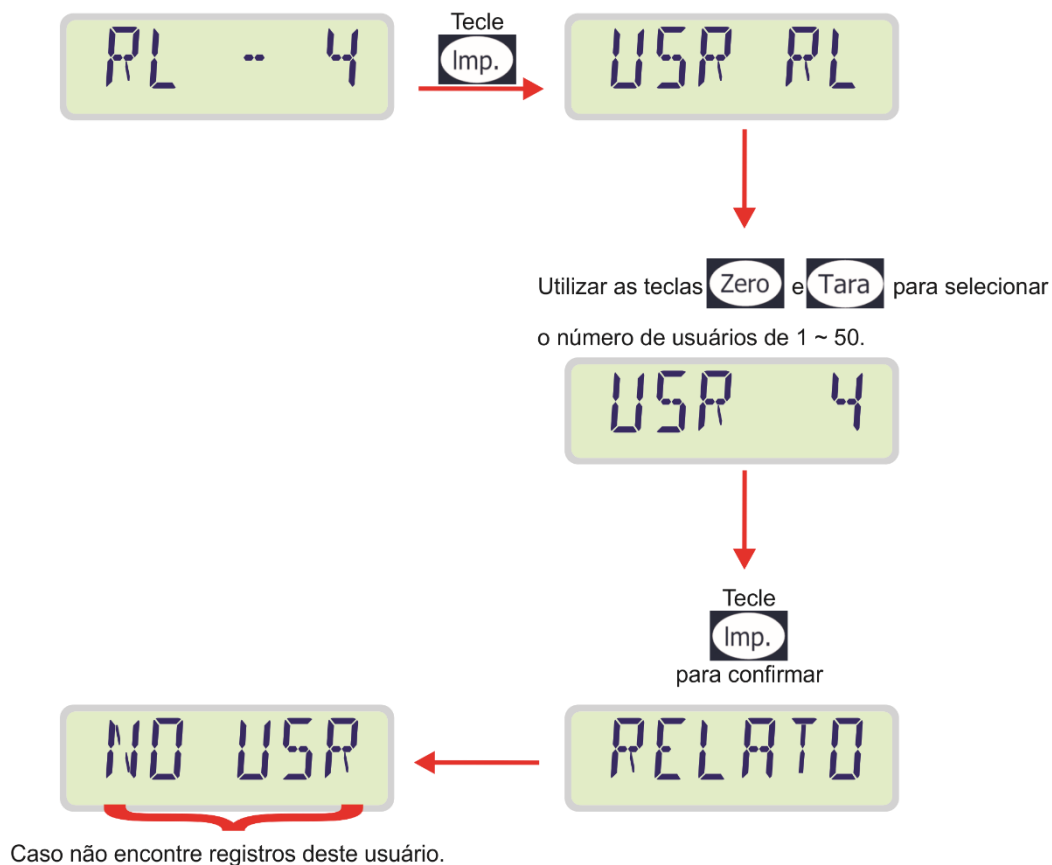 RL - 4
Tecle
Imp.
USR RL
Utilizar as teclas Zero e Tara para selecionar
o número de usuários de 1 ~ 50.
USR 4
Tecle
Imp.
para confirmar
NO USR
RELATO
Caso não encontre registros deste usuário.